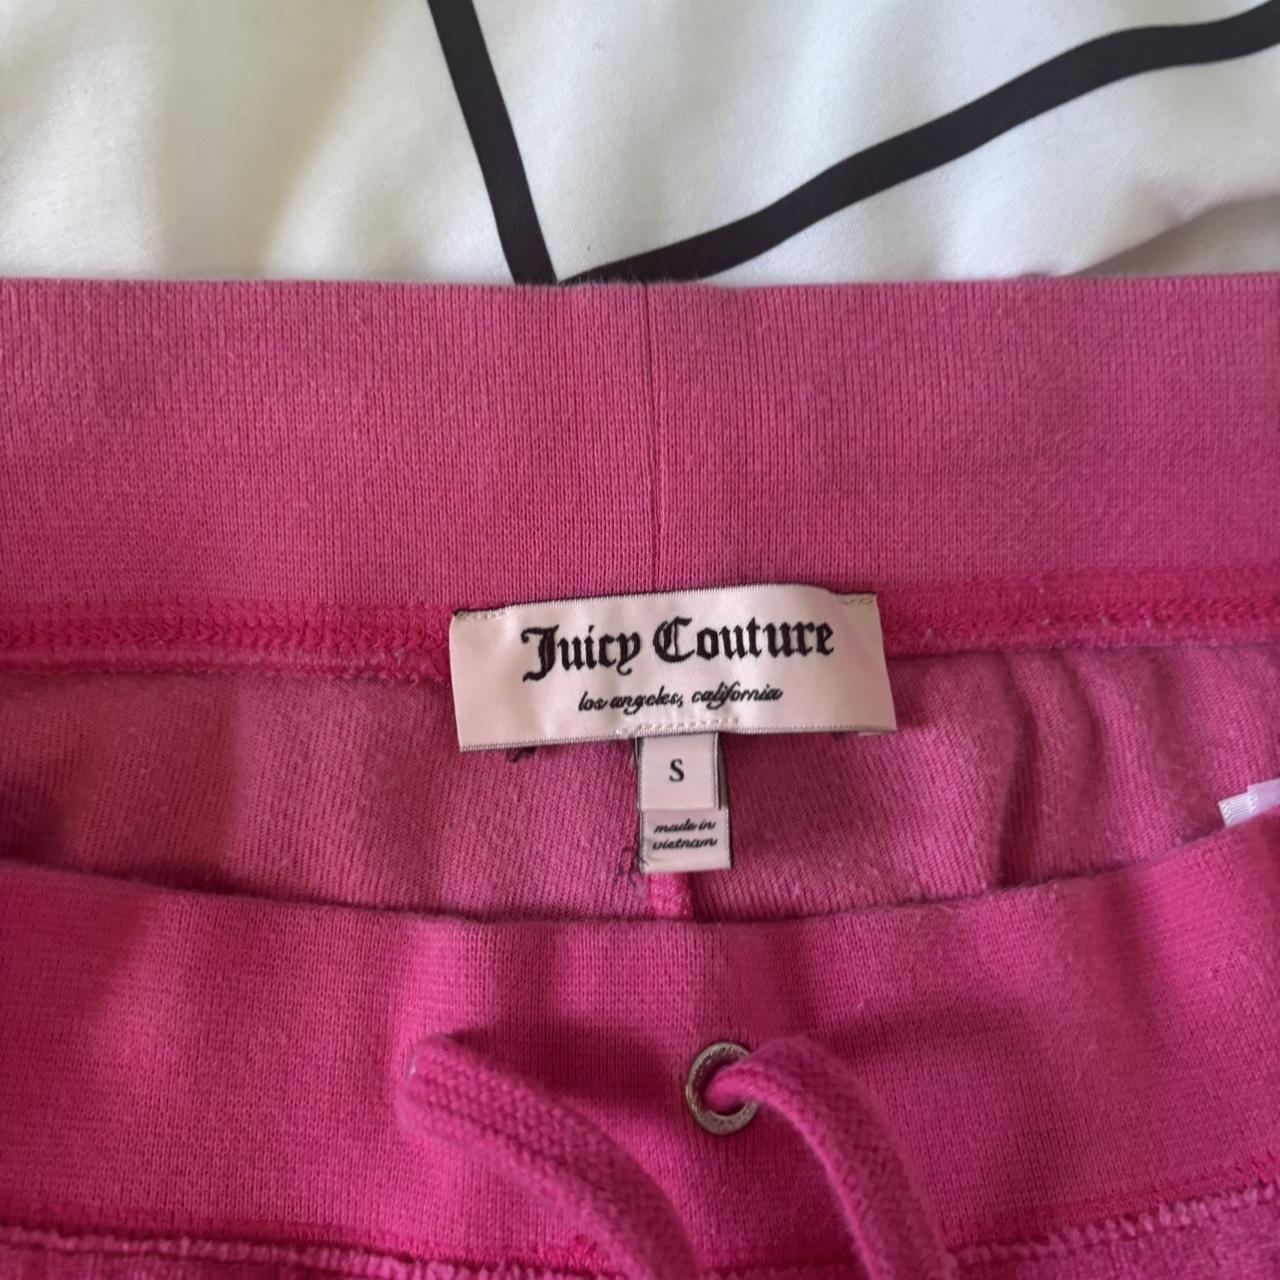 Juicy Couture
los angeles, california
S
made in
vietnam